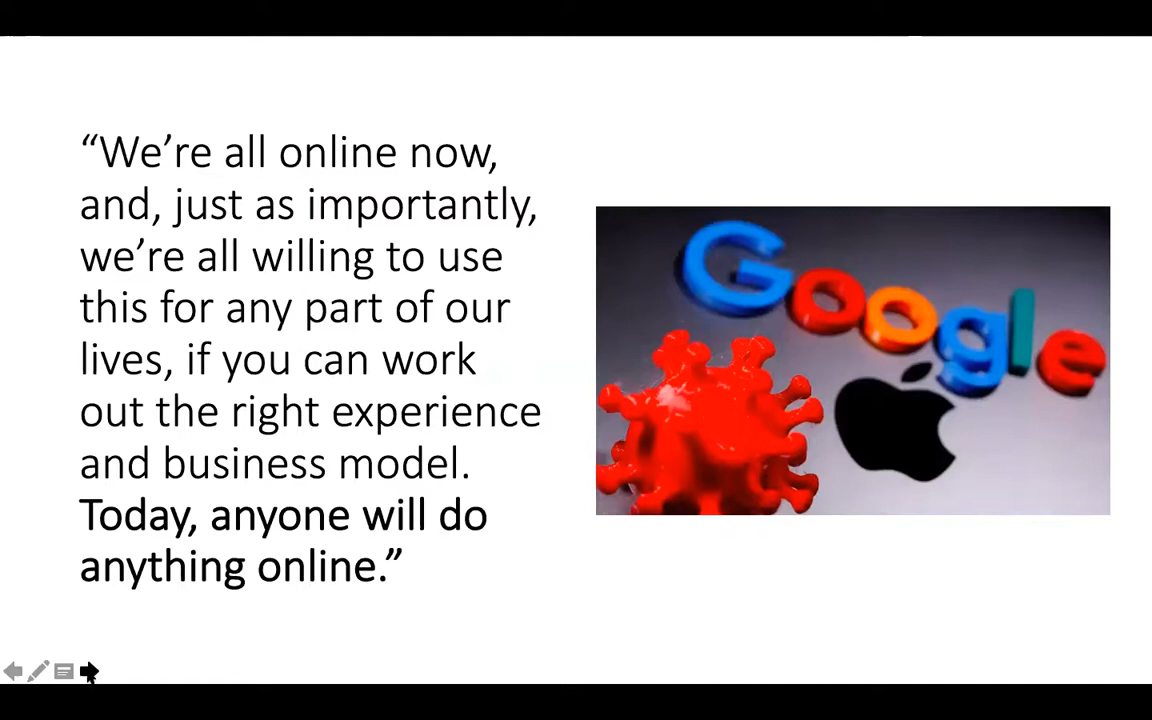 “We’re all online now,
and, just as importantly,
we’re all willing to use
this for any part of our
lives, if you can work
out the right experience
and business model.
Today, anyone will do
anything online.”
Google